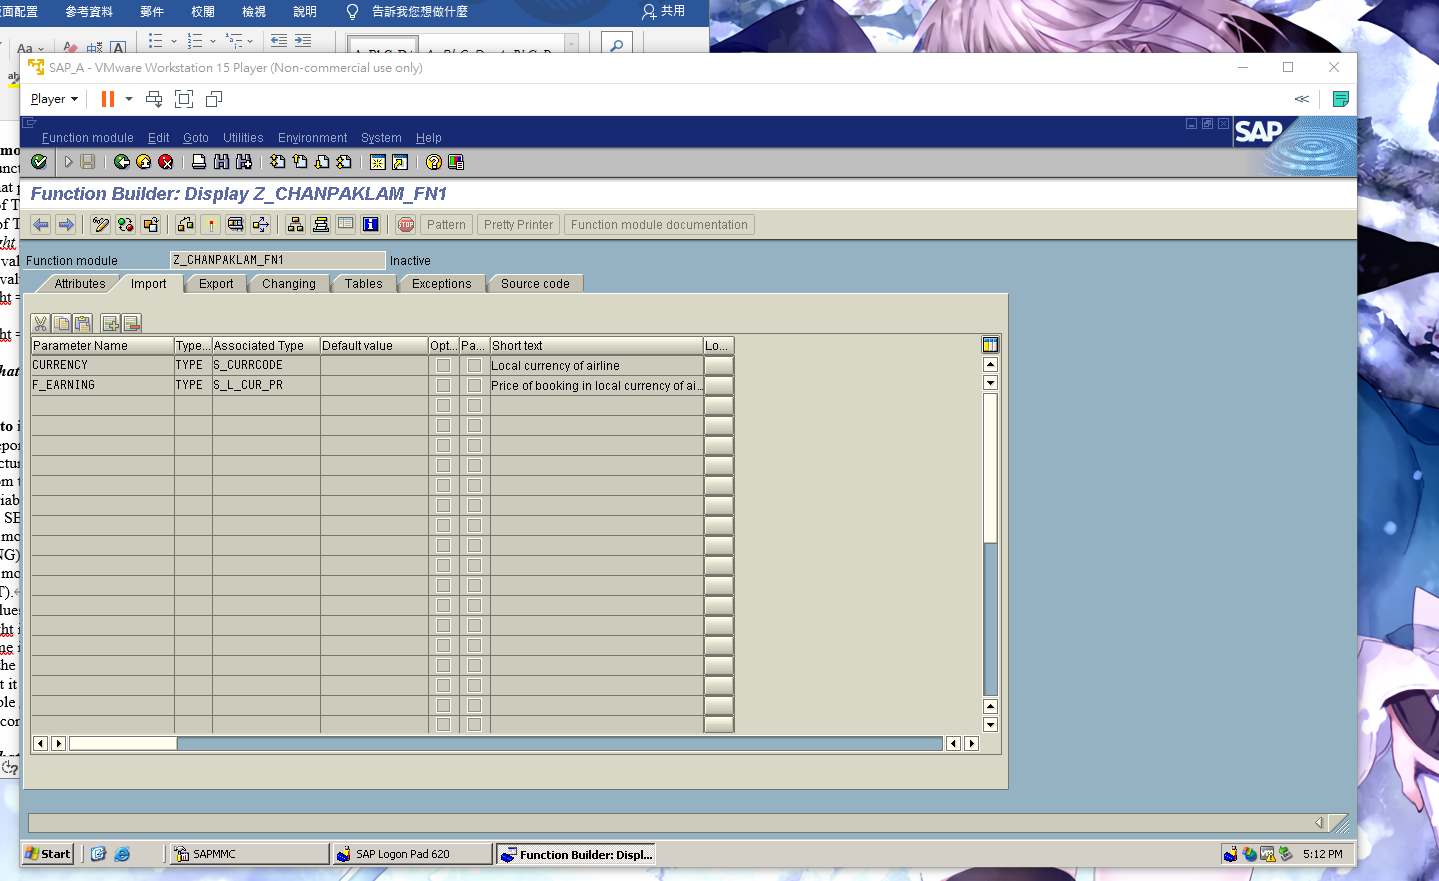 面配置 參考資料 郵件 校閱 檢視 說明 告訴我您想做什麼 共用
Aa
SAP_A - VMware Workstation 15 Player (Non-commercial use only)
Player
Function module Edit Goto Utilities Environment System Help
SAP
Function Builder: Display Z_CHANPAKLAM_FN1
STOP Pattern Pretty Printer Function module documentation
Function module Z_CHANPAKLAM_FN1 Inactive
Attributes Import Export Changing Tables Exceptions Source code
Parameter Name Type... Associated Type Default value Opt... Pa... Short text Lo...
CURRENCY TYPE S_CURRCODE Local currency of airline
F_EARNING TYPE S_L_CUR_PR Price of booking in local currency of ai...
Start SAPMMC SAP Logon Pad 620 Function Builder: Displ... 5:12 PM